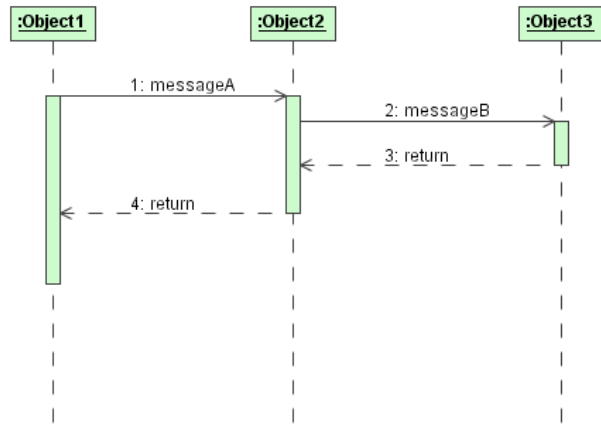 :Object1
:Object2
:Object3
1: messageA
2: messageB
3: return
4: return